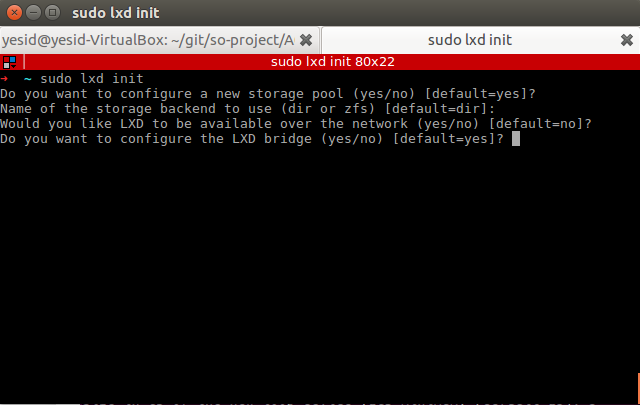 sudo lxd init
yesid@yesid-VirtualBox: ~/git/so-project/A
sudo lxd init
sudo lxd init 80x22
➜ ~ sudo lxd init
Do you want to configure a new storage pool (yes/no) [default=yes]?
Name of the storage backend to use (dir or zfs) [default=dir]:
Would you like LXD to be available over the network (yes/no) [default=no]?
Do you want to configure the LXD bridge (yes/no) [default=yes]?